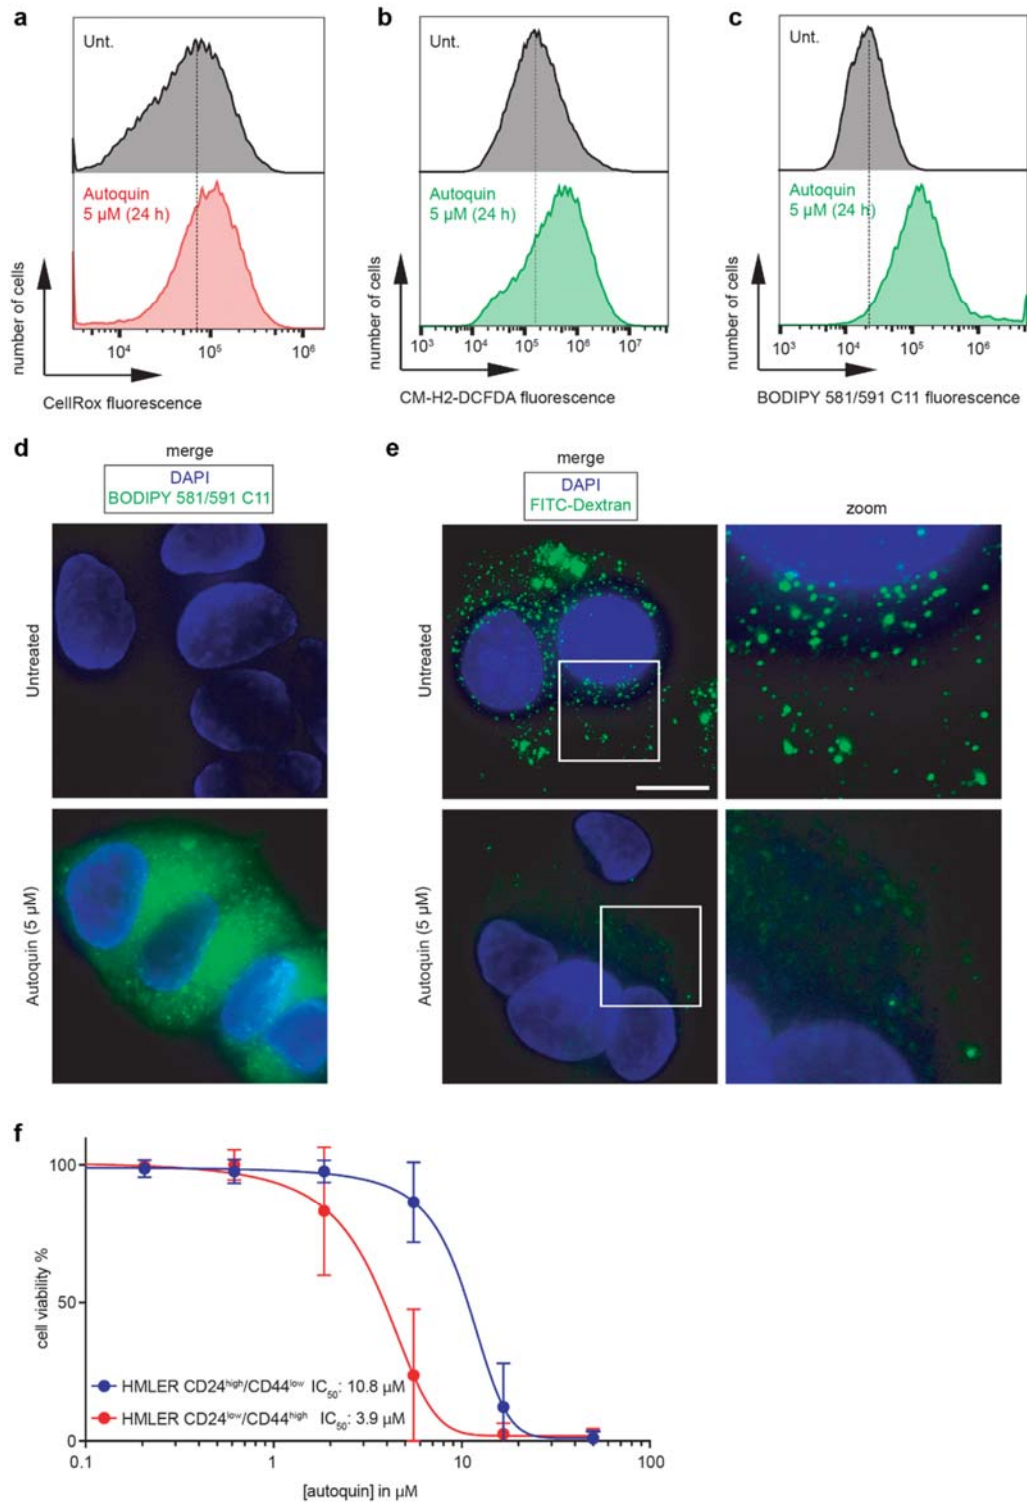 a
Unt.
Autoquin
5 µM (24 h)
number of cells
10⁴ 10⁵ 10⁶
CellRox fluorescence
b
Unt.
Autoquin
5 µM (24 h)
number of cells
10³ 10⁴ 10⁵ 10⁶ 10⁷
CM-H2-DCFDA fluorescence
c
Unt.
Autoquin
5 µM (24 h)
number of cells
10³ 10⁴ 10⁵ 10⁶
BODIPY 581/591 C11 fluorescence
d
merge
DAPI
BODIPY 581/591 C11
Untreated
Autoquin (5 µM)
e
merge
DAPI
FITC-Dextran
zoom
Untreated
Autoquin (5 µM)
f
cell viability %
100
50
0
HMLER CD24ʰⁱᵍʰ/CD44ˡᵒʷ IC₅₀: 10.8 µM
HMLER CD24ˡᵒʷ/CD44ʰⁱᵍʰ IC₅₀: 3.9 µM
0.1 1 10 100
[autoquin] in µM